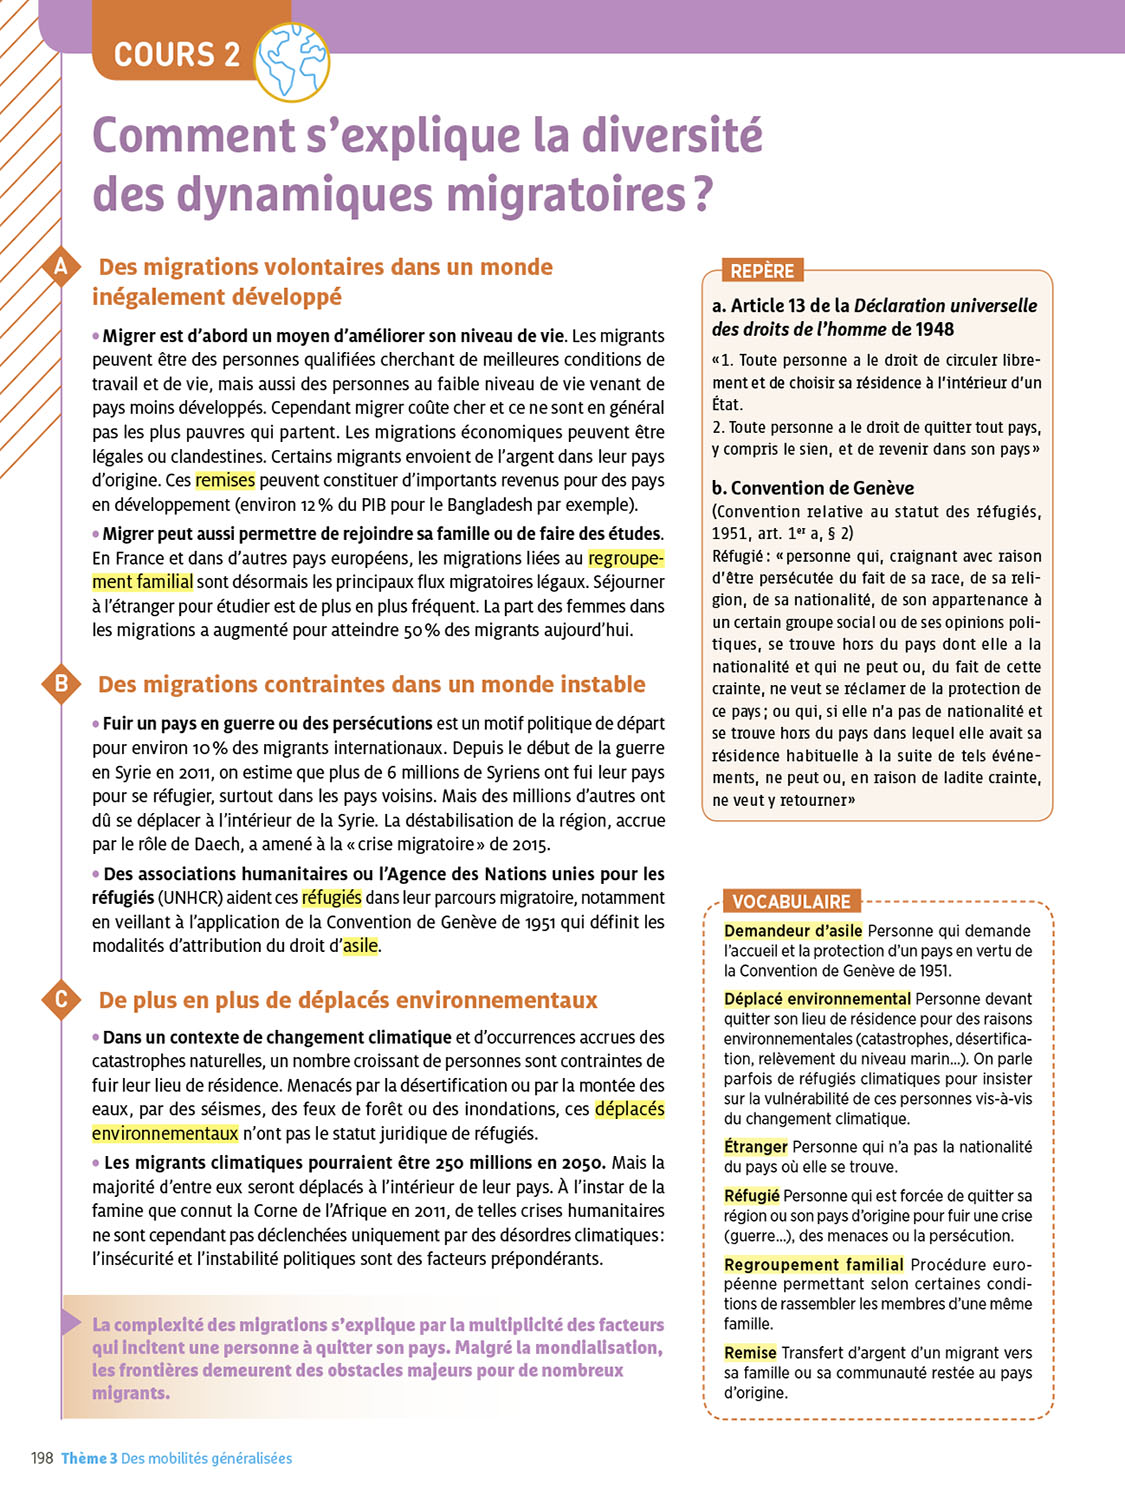 COURS 2
Comment s’explique la diversité
des dynamiques migratoires ?
A
Des migrations volontaires dans un monde
inégalement développé
• Migrer est d’abord un moyen d’améliorer son niveau de vie. Les migrants
peuvent être des personnes qualifiées cherchant de meilleures conditions de
travail et de vie, mais aussi des personnes au faible niveau de vie venant de
pays moins développés. Cependant migrer coûte cher et ce ne sont en général
pas les plus pauvres qui partent. Les migrations économiques peuvent être
légales ou clandestines. Certains migrants envoient de l’argent dans leur pays
d’origine. Ces remises peuvent constituer d’importants revenus pour des pays
en développement (environ 12 % du PIB pour le Bangladesh par exemple).
• Migrer peut aussi permettre de rejoindre sa famille ou de faire des études.
En France et dans d’autres pays européens, les migrations liées au regroupe-
ment familial sont désormais les principaux flux migratoires légaux. Séjourner
à l’étranger pour étudier est de plus en plus fréquent. La part des femmes dans
les migrations a augmenté pour atteindre 50 % des migrants aujourd’hui.
B
Des migrations contraintes dans un monde instable
• Fuir un pays en guerre ou des persécutions est un motif politique de départ
pour environ 10 % des migrants internationaux. Depuis le début de la guerre
en Syrie en 2011, on estime que plus de 6 millions de Syriens ont fui leur pays
pour se réfugier, surtout dans les pays voisins. Mais des millions d’autres ont
dû se déplacer à l’intérieur de la Syrie. La déstabilisation de la région, accrue
par le rôle de Daech, a amené à la « crise migratoire » de 2015.
• Des associations humanitaires ou l’Agence des Nations unies pour les
réfugiés (UNHCR) aident ces réfugiés dans leur parcours migratoire, notamment
en veillant à l’application de la Convention de Genève de 1951 qui définit les
modalités d’attribution du droit d’asile.
C
De plus en plus de déplacés environnementaux
• Dans un contexte de changement climatique et d’occurrences accrues des
catastrophes naturelles, un nombre croissant de personnes sont contraintes de
fuir leur lieu de résidence. Menacés par la désertification ou par la montée des
eaux, par des séismes, des feux de forêt ou des inondations, ces déplacés
environnementaux n’ont pas le statut juridique de réfugiés.
• Les migrants climatiques pourraient être 250 millions en 2050. Mais la
majorité d’entre eux seront déplacés à l’intérieur de leur pays. À l’instar de la
famine que connut la Corne de l’Afrique en 2011, de telles crises humanitaires
ne sont cependant pas déclenchées uniquement par des désordres climatiques :
l’insécurité et l’instabilité politiques sont des facteurs prépondérants.
La complexité des migrations s’explique par la multiplicité des facteurs
qui incitent une personne à quitter son pays. Malgré la mondialisation,
les frontières demeurent des obstacles majeurs pour de nombreux
migrants.
REPÈRE
a. Article 13 de la Déclaration universelle
des droits de l’homme de 1948
« 1. Toute personne a le droit de circuler libre-
ment et de choisir sa résidence à l’intérieur d’un
État.
2. Toute personne a le droit de quitter tout pays,
y compris le sien, et de revenir dans son pays »
b. Convention de Genève
(Convention relative au statut des réfugiés,
1951, art. 1er a, § 2)
Réfugié : « personne qui, craignant avec raison
d’être persécutée du fait de sa race, de sa reli-
gion, de sa nationalité, de son appartenance à
un certain groupe social ou de ses opinions poli-
tiques, se trouve hors du pays dont elle a la
nationalité et qui ne peut ou, du fait de cette
crainte, ne veut se réclamer de la protection de
ce pays ; ou qui, si elle n’a pas de nationalité et
se trouve hors du pays dans lequel elle avait sa
résidence habituelle à la suite de tels événe-
ments, ne peut ou, en raison de ladite crainte,
ne veut y retourner »
VOCABULAIRE
Demandeur d’asile Personne qui demande
l’accueil et la protection d’un pays en vertu de
la Convention de Genève de 1951.
Déplacé environnemental Personne devant
quitter son lieu de résidence pour des raisons
environnementales (catastrophes, désertifica-
tion, relèvement du niveau marin…). On parle
parfois de réfugiés climatiques pour insister
sur la vulnérabilité de ces personnes vis-à-vis
du changement climatique.
Étranger Personne qui n’a pas la nationalité
du pays où elle se trouve.
Réfugié Personne qui est forcée de quitter sa
région ou son pays d’origine pour fuir une crise
(guerre…), des menaces ou la persécution.
Regroupement familial Procédure euro-
péenne permettant selon certaines condi-
tions de rassembler les membres d’une même
famille.
Remise Transfert d’argent d’un migrant vers
sa famille ou sa communauté restée au pays
d’origine.
198 Thème 3 Des mobilités généralisées